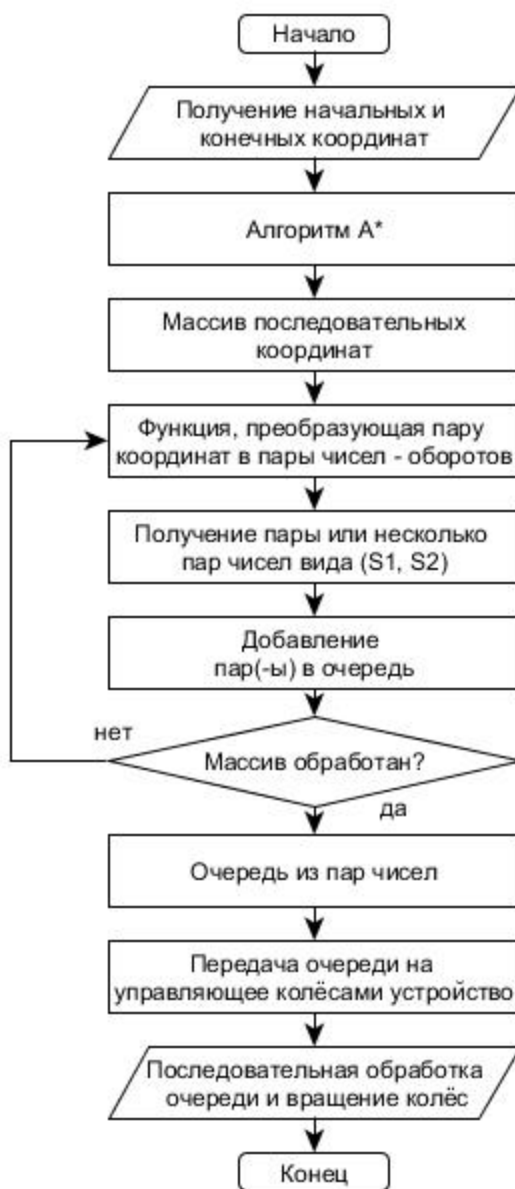 Начало
Получение начальных и
конечных координат
Алгоритм А*
Массив последовательных
координат
Функция, преобразующая пару
координат в пары чисел - оборотов
Получение пары или несколько
пар чисел вида (S1, S2)
Добавление
пар(-ы) в очередь
нет
Массив обработан?
да
Очередь из пар чисел
Передача очереди на
управляющее колёсами устройство
Последовательная обработка
очереди и вращение колёс
Конец